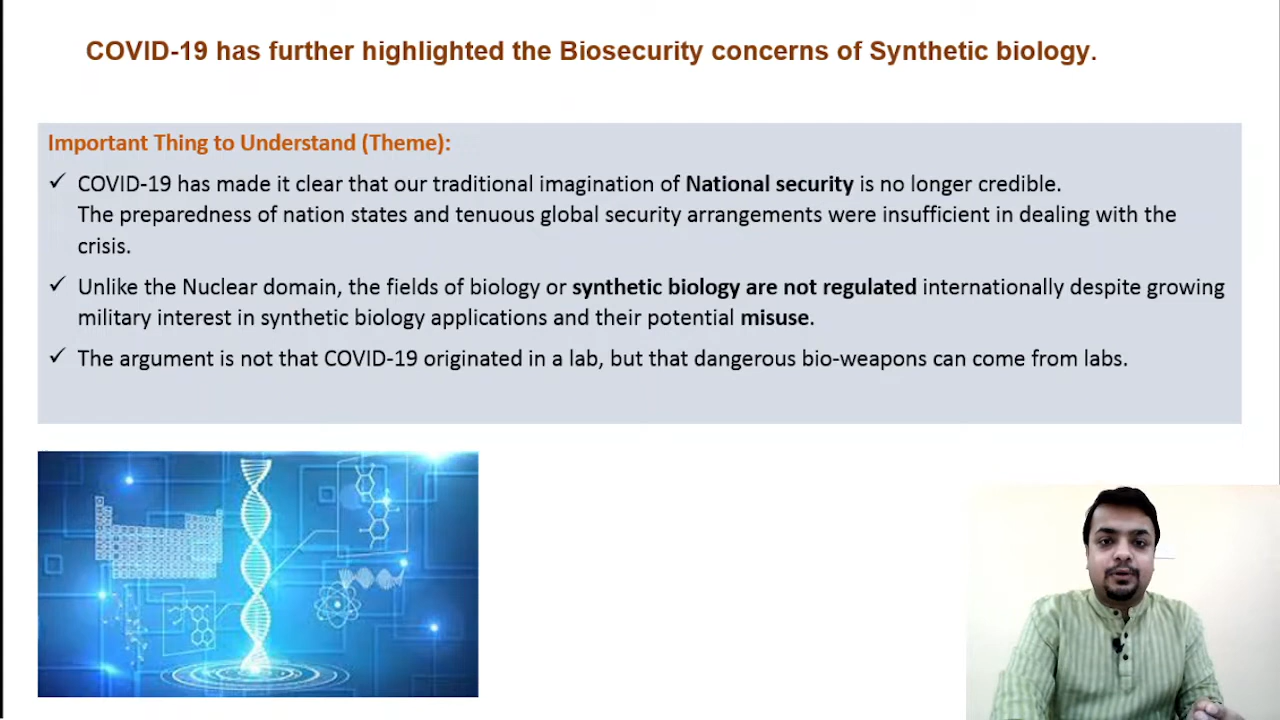 COVID-19 has further highlighted the Biosecurity concerns of Synthetic biology.
Important Thing to Understand (Theme):
✓ COVID-19 has made it clear that our traditional imagination of National security is no longer credible.
The preparedness of nation states and tenuous global security arrangements were insufficient in dealing with the
crisis.
✓ Unlike the Nuclear domain, the fields of biology or synthetic biology are not regulated internationally despite growing
military interest in synthetic biology applications and their potential misuse.
✓ The argument is not that COVID-19 originated in a lab, but that dangerous bio-weapons can come from labs.